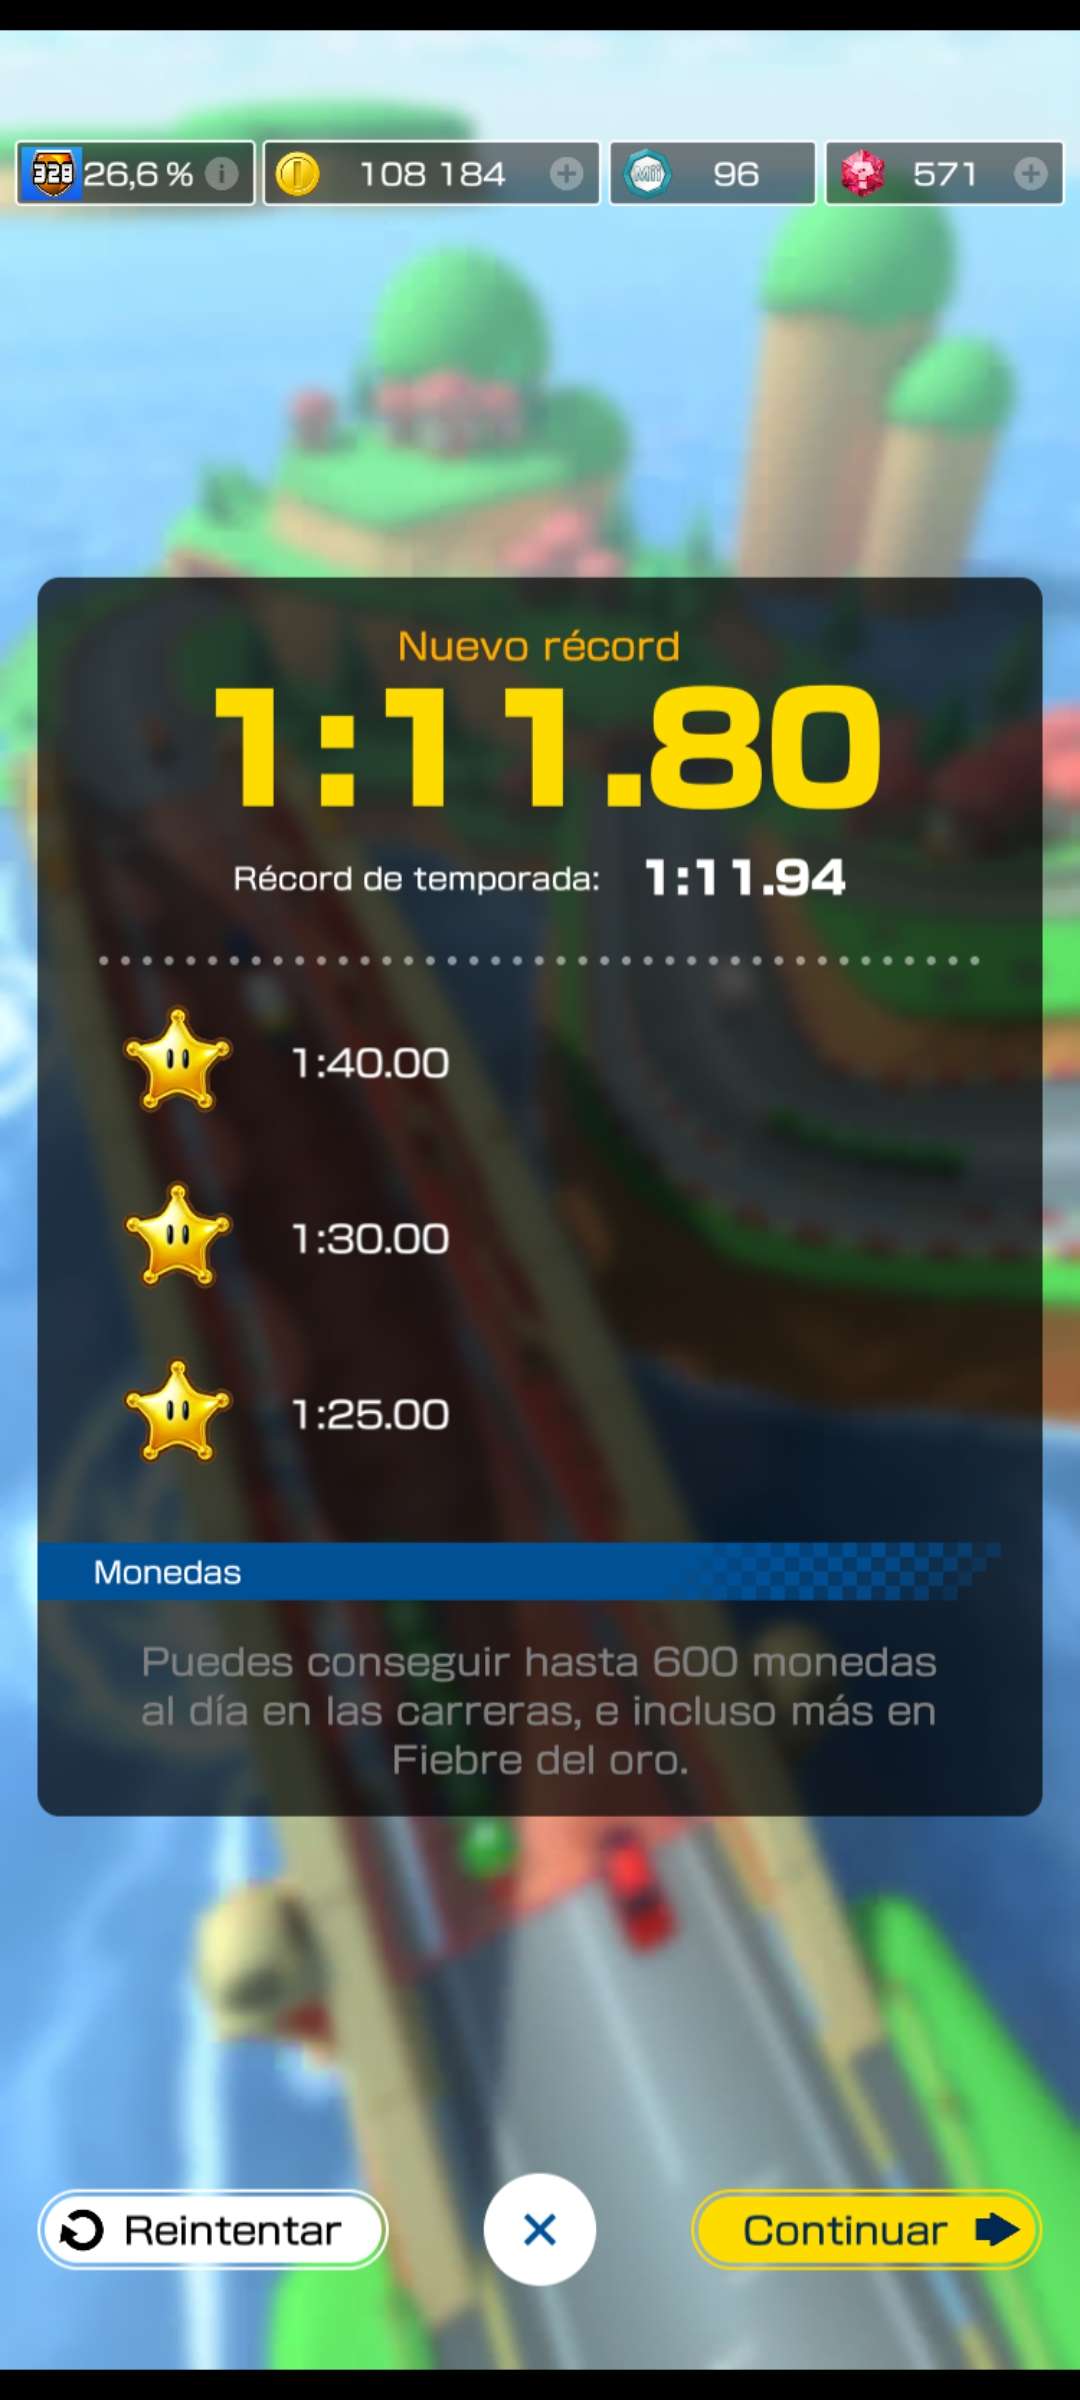 328 26,6 % i 108 184 + Mii 96 571 +
Nuevo récord
1:11.80
Récord de temporada: 1:11.94
1:40.00
1:30.00
1:25.00
Monedas
Puedes conseguir hasta 600 monedas
al día en las carreras, e incluso más en
Fiebre del oro.
Reintentar × Continuar